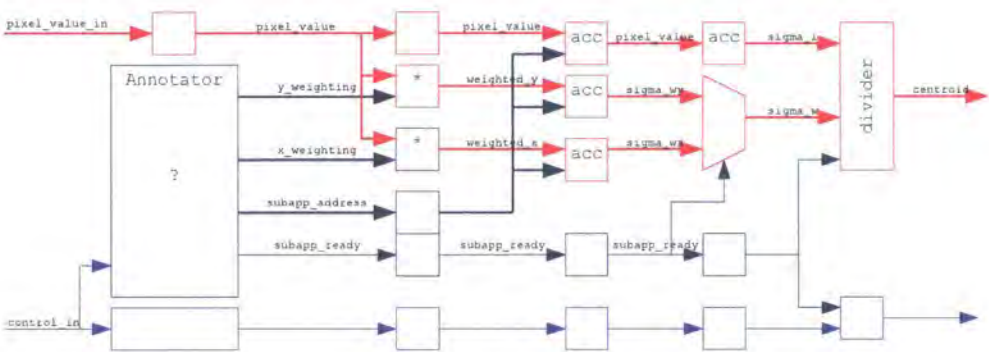 pixel_value_in
pixel_value
pixel_value
acc
pixel_value
acc
sigma_i
Annotator
y_weighting
*
weighted_y
acc
sigma_wy
sigma_w
divider
centroid
x_weighting
*
weighted_x
acc
sigma_wx
?
subapp_address
subapp_ready
subapp_ready
subapp_ready
control_in